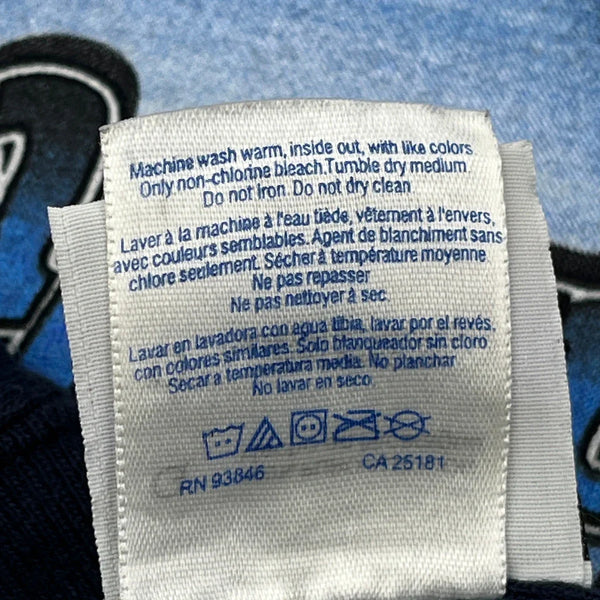 Machine wash warm, inside out, with like colors.
Only non-chlorine bleach. Tumble dry medium.
Do not iron. Do not dry clean
Laver à la machine à l'eau tiède, vêtement à l'envers,
avec couleurs semblables. Agent de blanchiment sans
chlore seulement. Sécher à température moyenne
Ne pas repasser
Ne pas nettoyer à sec.
Lavar en lavadora con agua tibia, lavar por el revés,
con colores similares. Solo blanqueador sin cloro
Secar a temperatura media. No planchar
No lavar en seco.
RN 93846 CA 25181